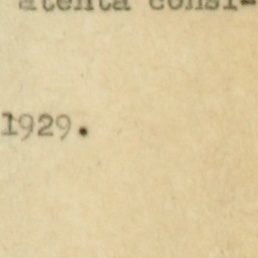 atenta consi-
1929.